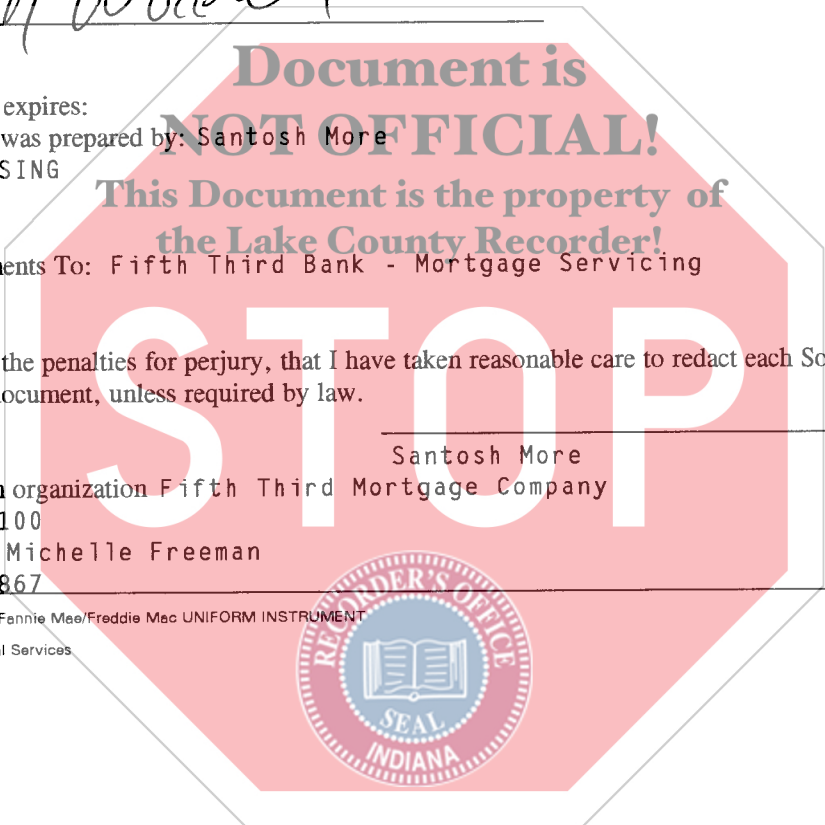 Document is
expires:
NOT OFFICIAL!
was prepared by: Santosh More
SING
This Document is the property of
the Lake County Recorder!
ents To: Fifth Third Bank - Mortgage Servicing
STOP
the penalties for perjury, that I have taken reasonable care to redact each So
ocument, unless required by law.
Santosh More
n organization Fifth Third Mortgage Company
100
Michelle Freeman
867
Fannie Mae/Freddie Mac UNIFORM INSTRUMENT
l Services
RECORDER'S OFFICE
SEAL
INDIANA